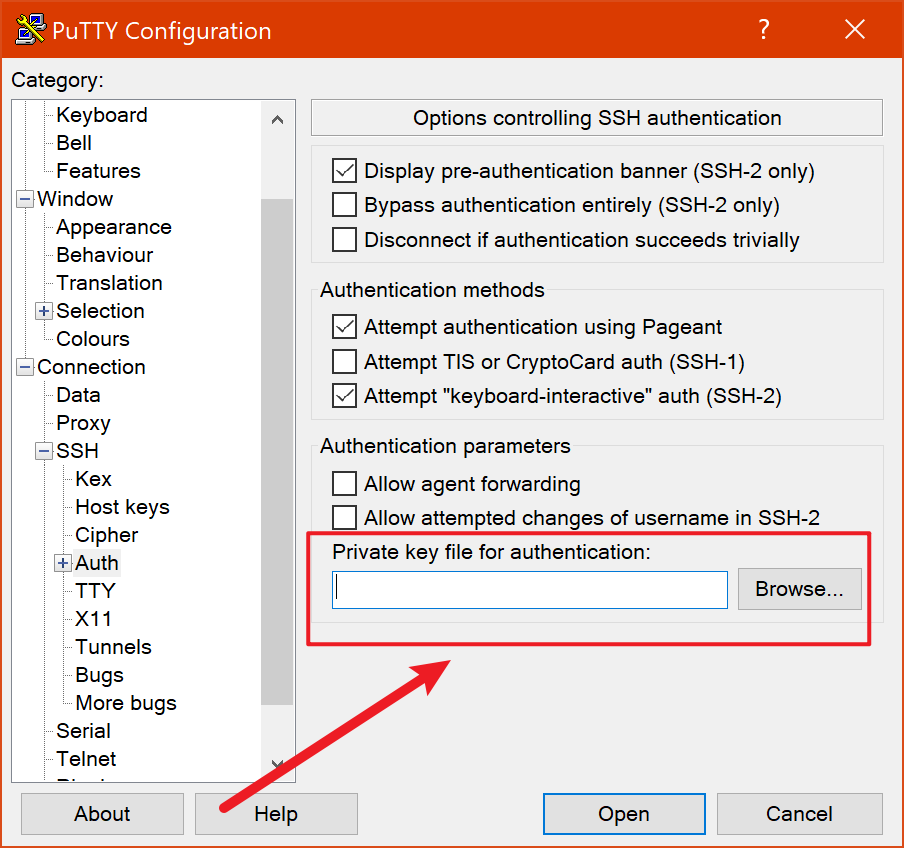 PuTTY Configuration
?
Category:
Keyboard
Bell
Features
Window
Appearance
Behaviour
Translation
Selection
Colours
Connection
Data
Proxy
SSH
Kex
Host keys
Cipher
Auth
TTY
X11
Tunnels
Bugs
More bugs
Serial
Telnet
Options controlling SSH authentication
Display pre-authentication banner (SSH-2 only)
Bypass authentication entirely (SSH-2 only)
Disconnect if authentication succeeds trivially
Authentication methods
Attempt authentication using Pageant
Attempt TIS or CryptoCard auth (SSH-1)
Attempt "keyboard-interactive" auth (SSH-2)
Authentication parameters
Allow agent forwarding
Allow attempted changes of username in SSH-2
Private key file for authentication:
Browse...
About
Help
Open
Cancel